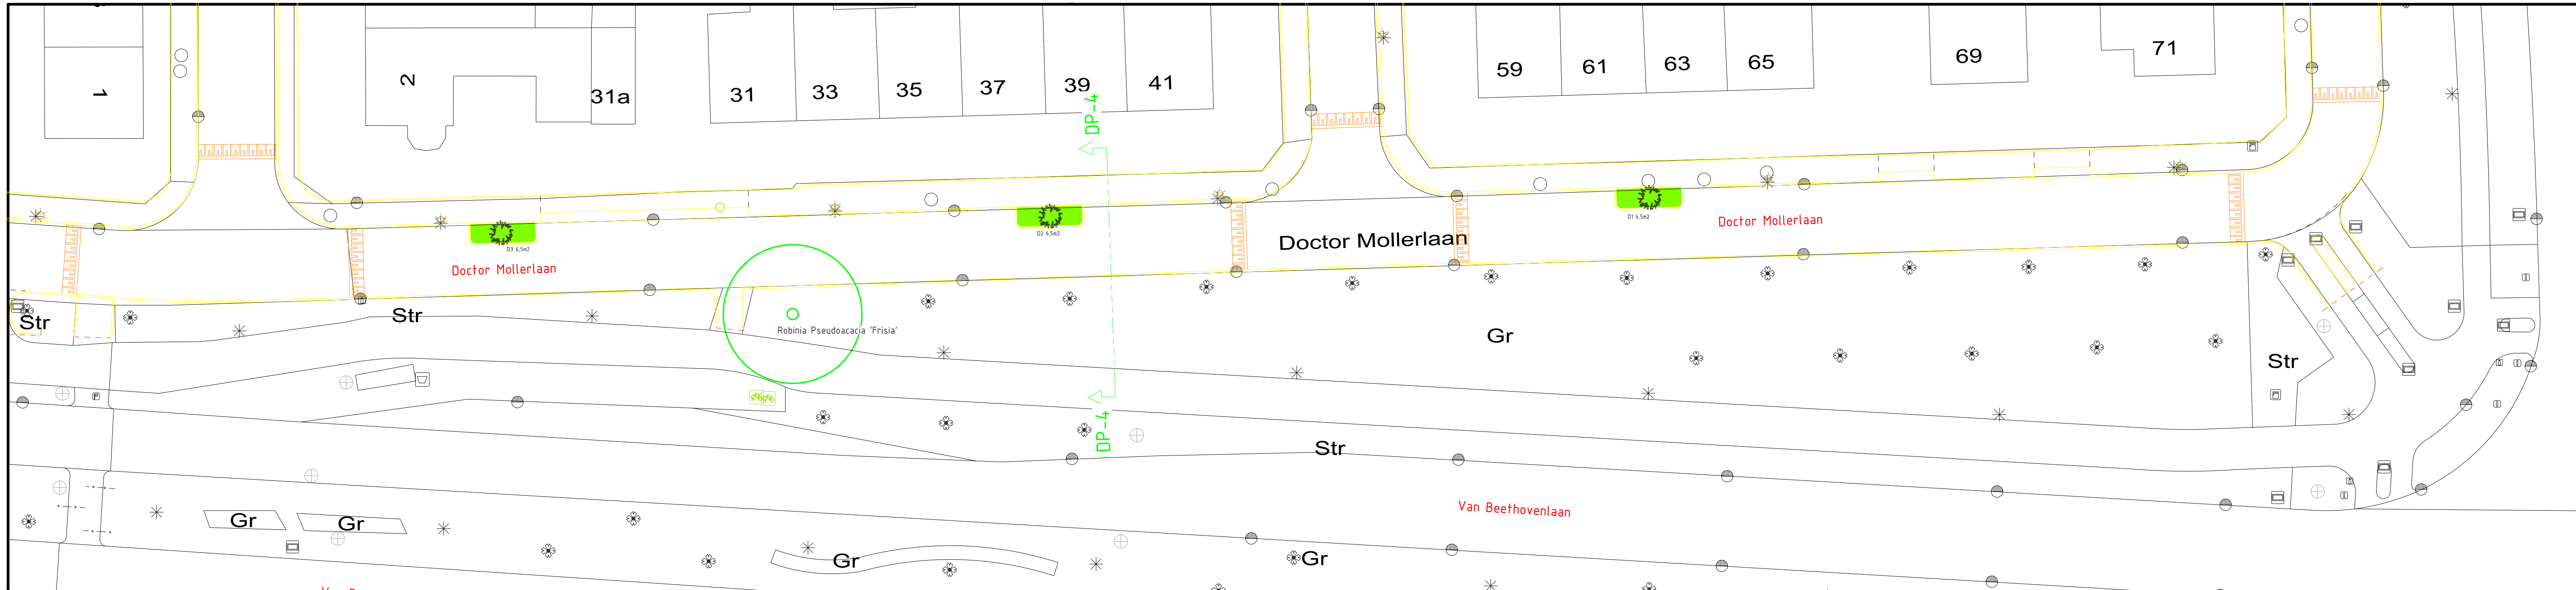 1
2
31a
31
33
35
37
39
41
59
61
63
65
69
71
DP-4
D3 6,5m2
D2 6,5m2
D1 6,5m2
Doctor Mollerlaan
Doctor Mollerlaan
Doctor Mollerlaan
Str
Str
Robinia Pseudoacacia 'Frisia'
Gr
Str
DP-4
Str
Van Beethovenlaan
Gr
Gr
Gr
Gr